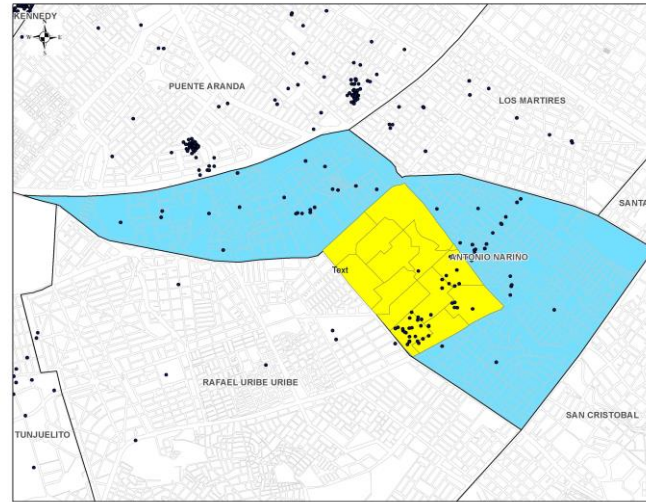 KENNEDY
N
W E
S
PUENTE ARANDA
LOS MARTIRES
SANTA
ANTONIO NARIÑO
Text
RAFAEL URIBE URIBE
SAN CRISTOBAL
TUNJUELITO